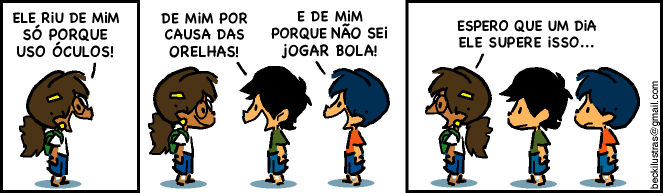 ELE RIU DE MIM
SÓ PORQUE
USO ÓCULOS!
DE MIM POR
CAUSA DAS
ORELHAS!
E DE MIM
PORQUE NÃO SEI
JOGAR BOLA!
ESPERO QUE UM DIA
ELE SUPERE ISSO...
beckilustras@gmail.com